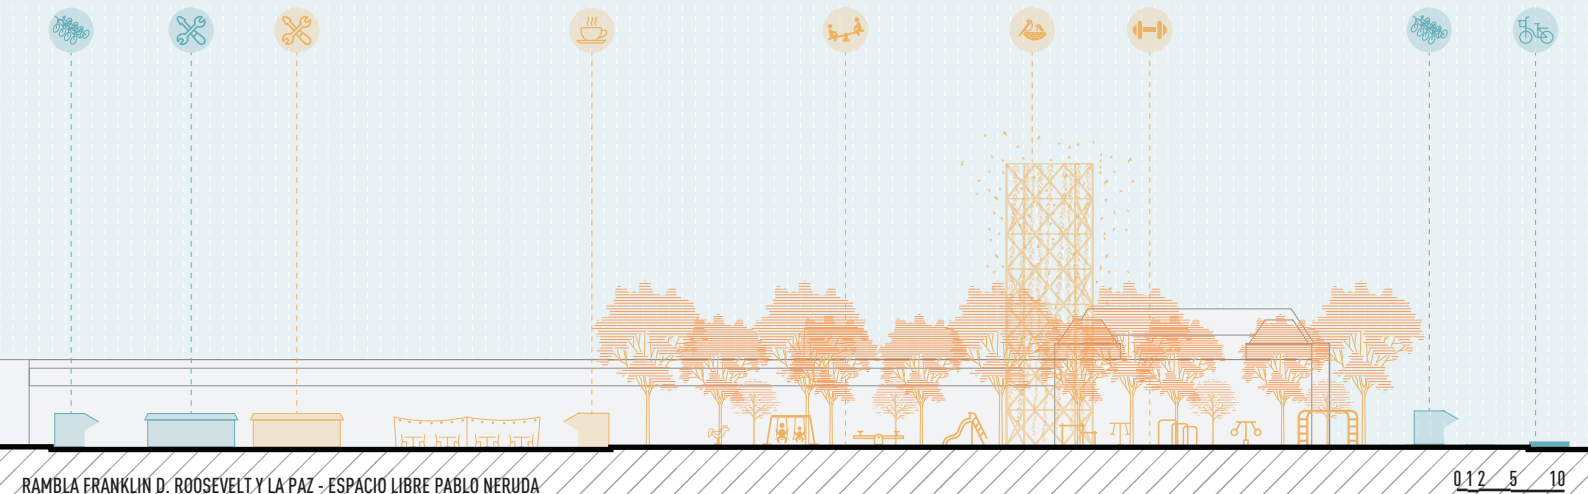 RAMBLA FRANKLIN D. ROOSEVELT Y LA PAZ - ESPACIO LIBRE PABLO NERUDA
0 1 2 5 10